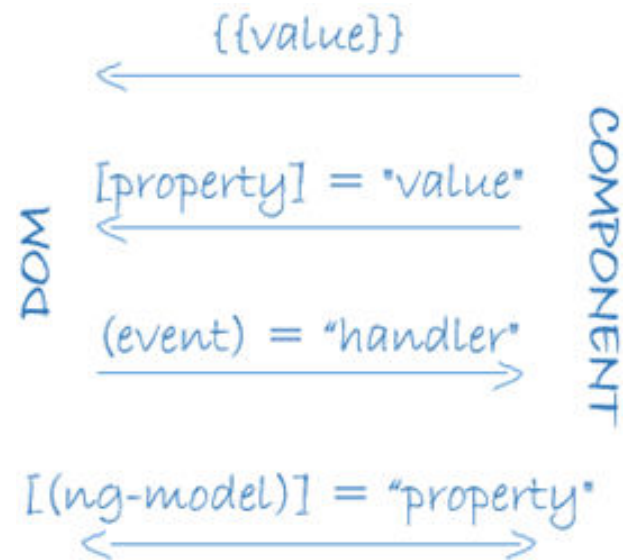 {{value}}
[property] = "value"
DOM
COMPONENT
(event) = "handler"
[(ng-model)] = "property"